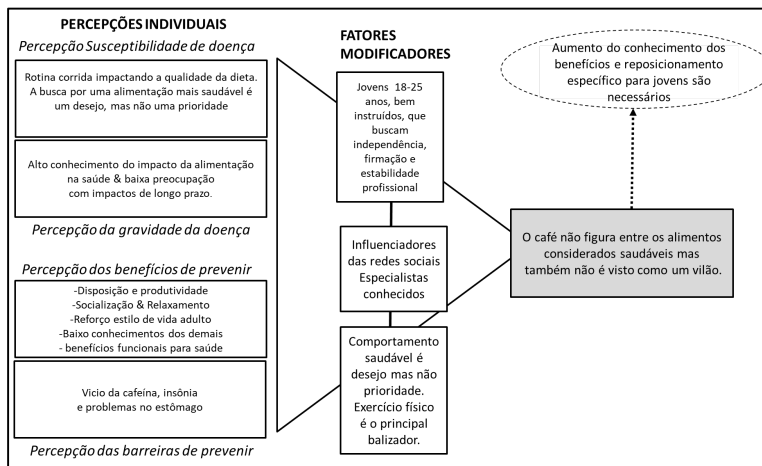 PERCEPÇÕES INDIVIDUAIS
Percepção Susceptibilidade de doença
Rotina corrida impactando a qualidade da dieta.
A busca por uma alimentação mais saudável é
um desejo, mas não uma prioridade
Alto conhecimento do impacto da alimentação
na saúde & baixa preocupação
com impactos de longo prazo.
Percepção da gravidade da doença
Percepção dos benefícios de prevenir
-Disposição e produtividade
-Socialização & Relaxamento
-Reforço estilo de vida adulto
-Baixo conhecimentos dos demais
- benefícios funcionais para saúde
Vicio da cafeína, insônia
e problemas no estômago
Percepção das barreiras de prevenir
FATORES
MODIFICADORES
Jovens 18-25
anos, bem
instruídos, que
buscam
independência,
firmação e
estabilidade
profissional
Influenciadores
das redes sociais
Especialistas
conhecidos
Comportamento
saudável é
desejo mas não
prioridade.
Exercício físico
é o principal
balizador.
Aumento do conhecimento dos
benefícios e reposicionamento
específico para jovens são
necessários
O café não figura entre os alimentos
considerados saudáveis mas
também não é visto como um vilão.